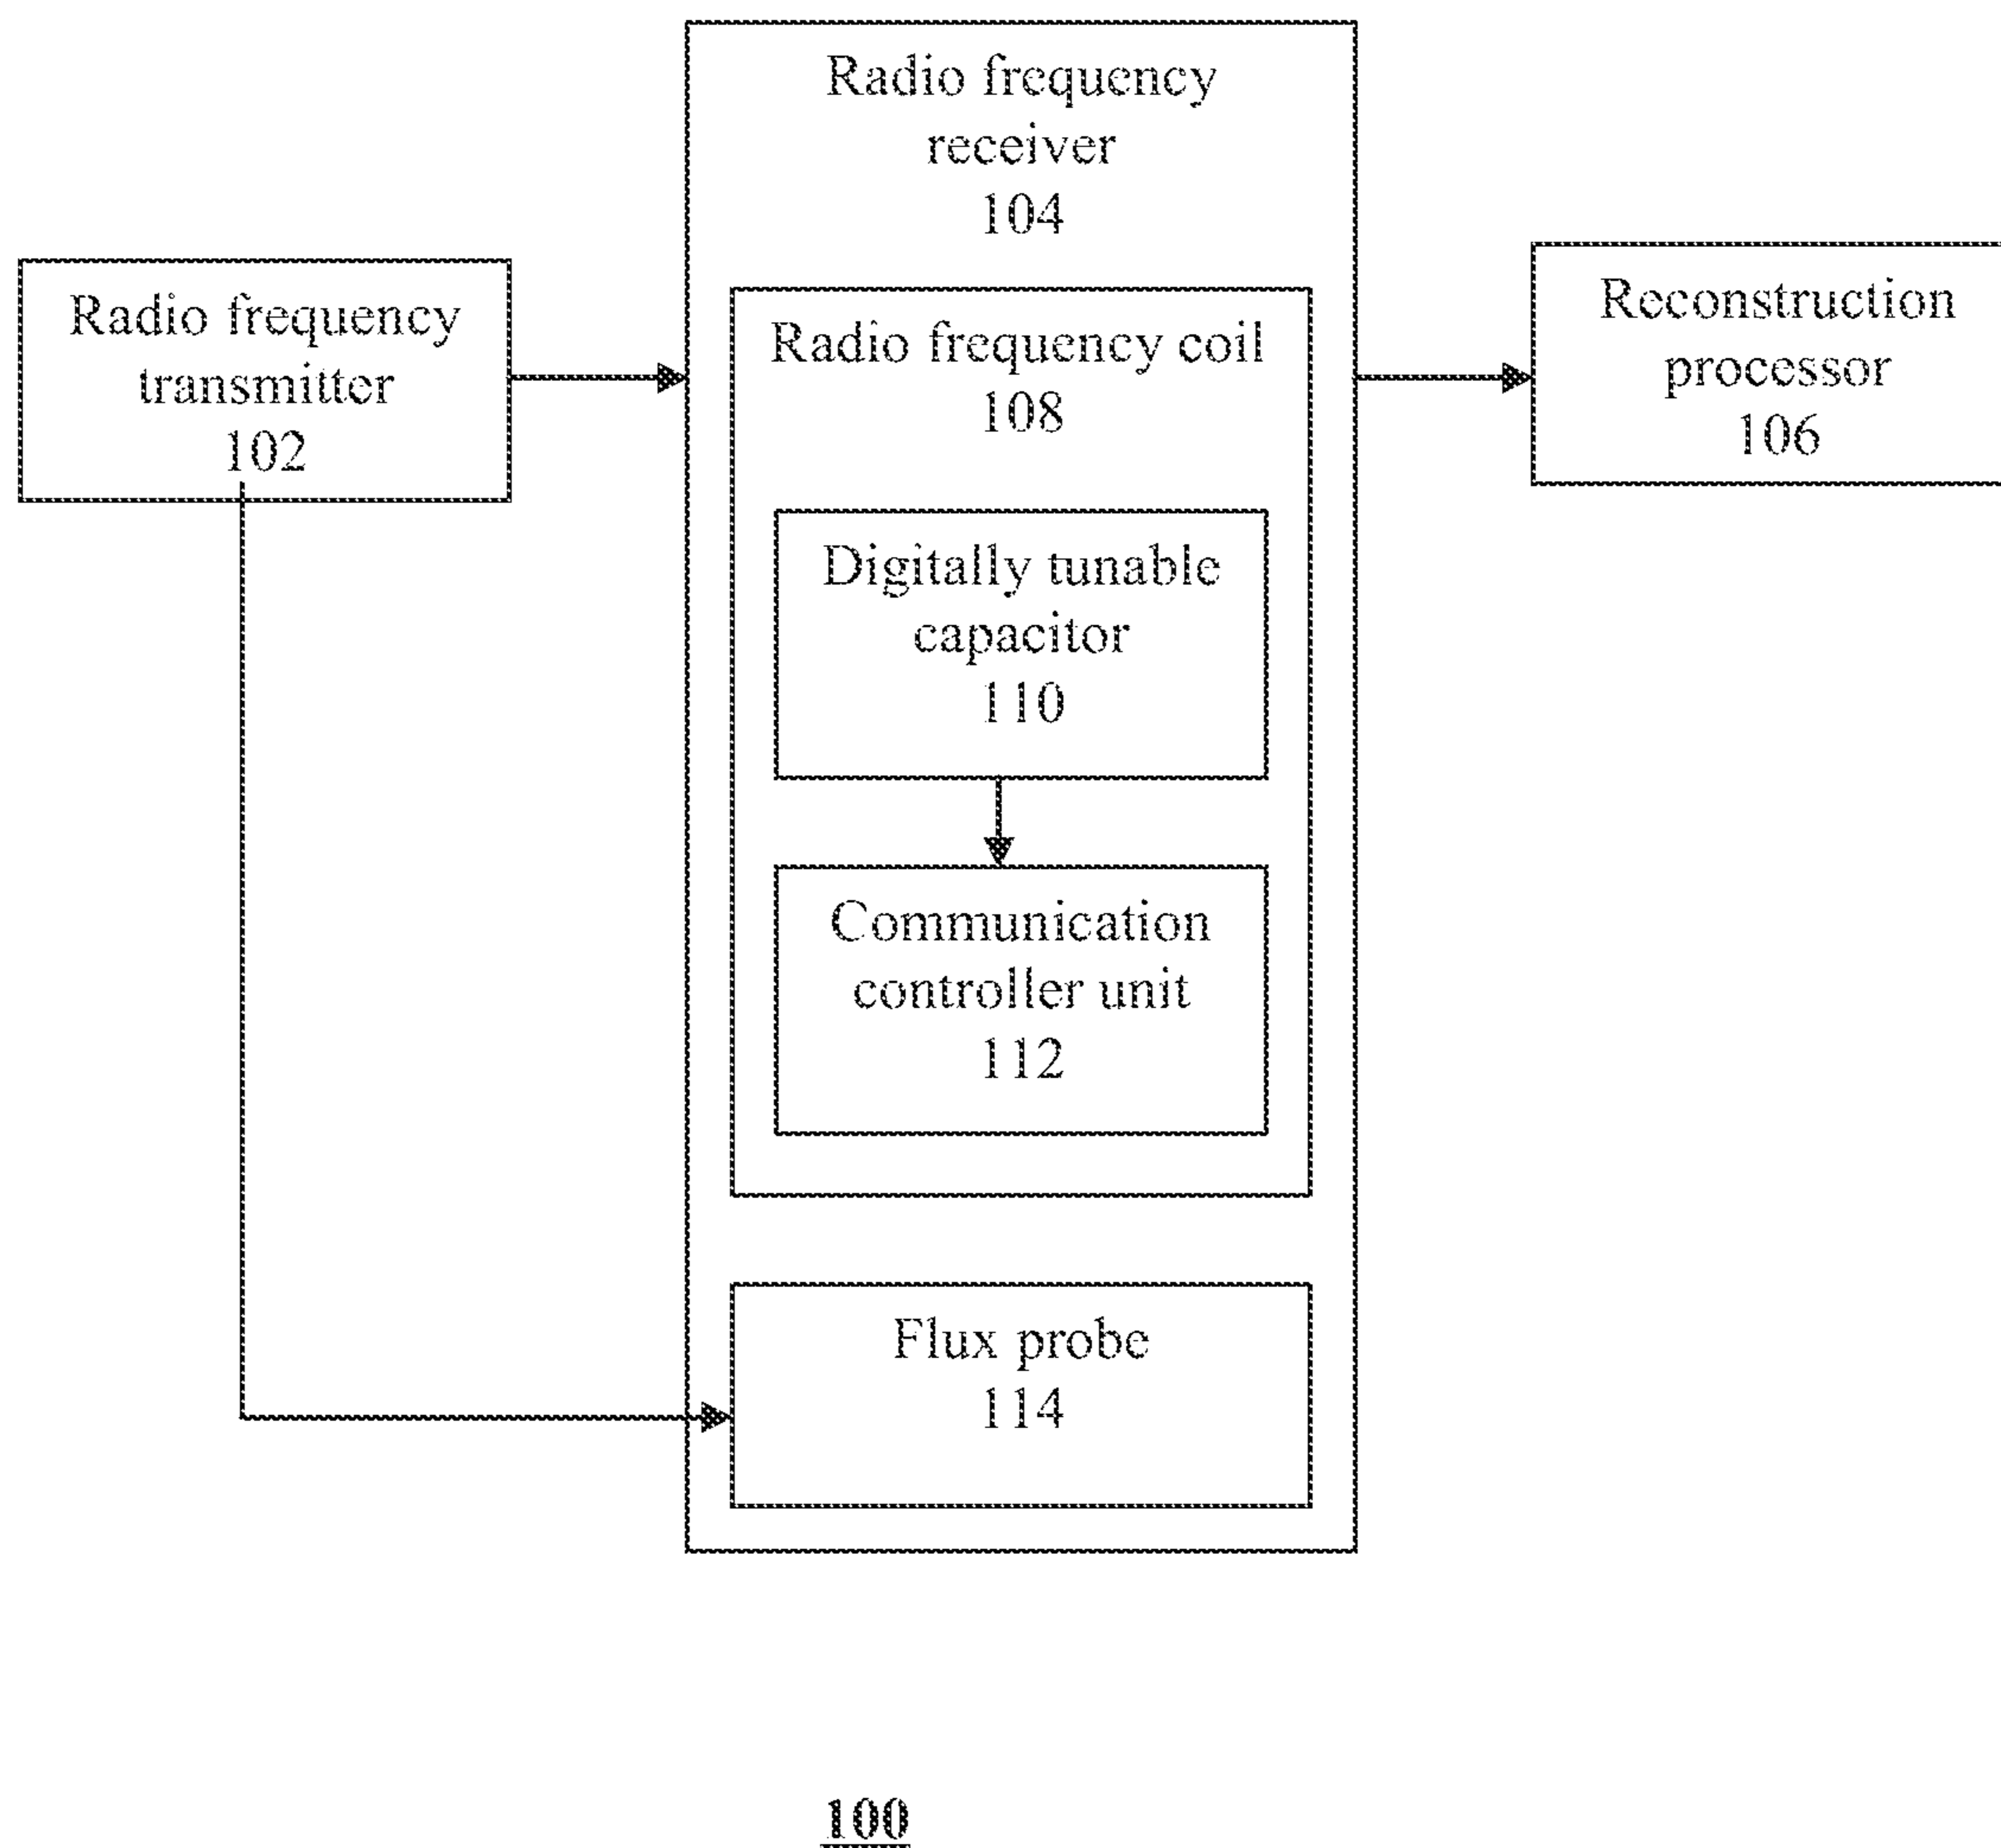 Radio frequency
receiver
104
Radio frequency
transmitter
102
Radio frequency coil
108
Digitally tunable
capacitor
110
Communication
controller unit
112
Flux probe
114
Reconstruction
processor
106
100